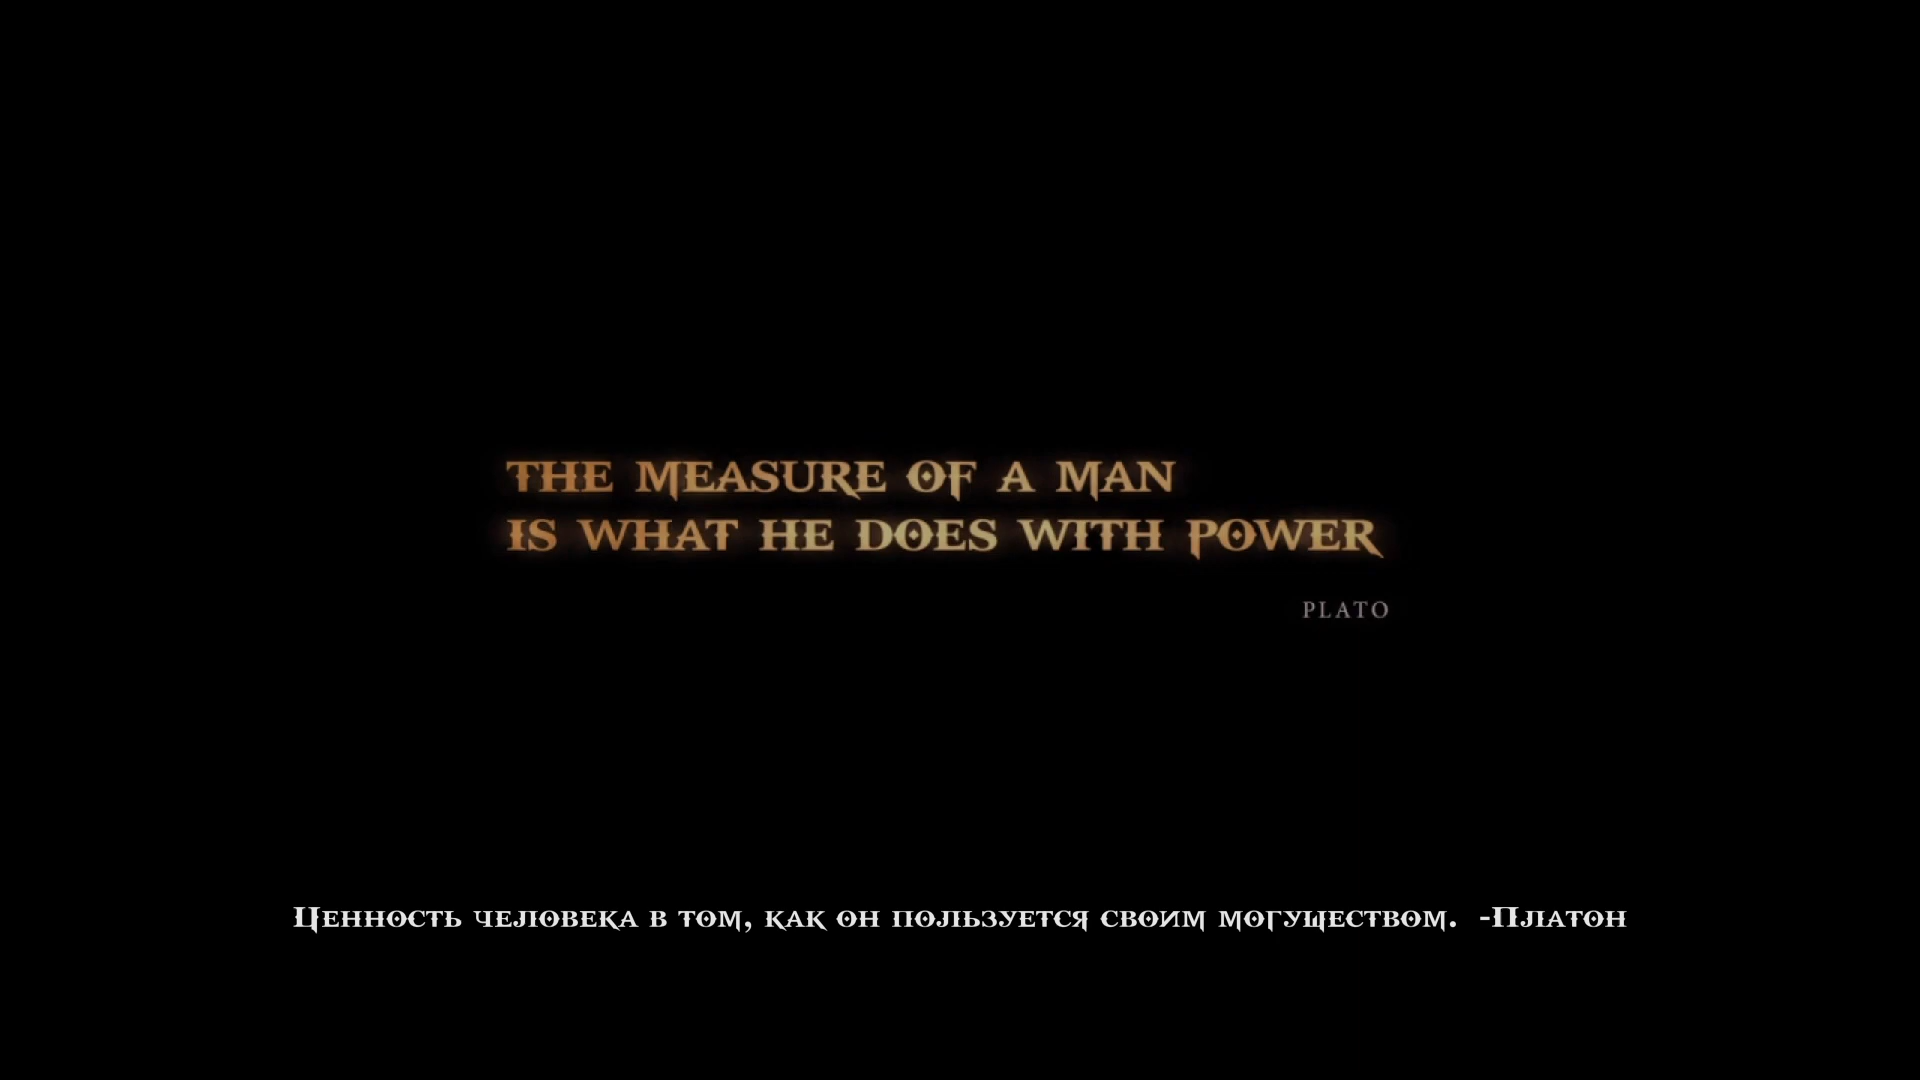 THE MEASURE OF A MAN
IS WHAT HE DOES WITH POWER
PLATO
Ценность человека в том, как он пользуется своим могуществом. -Платон